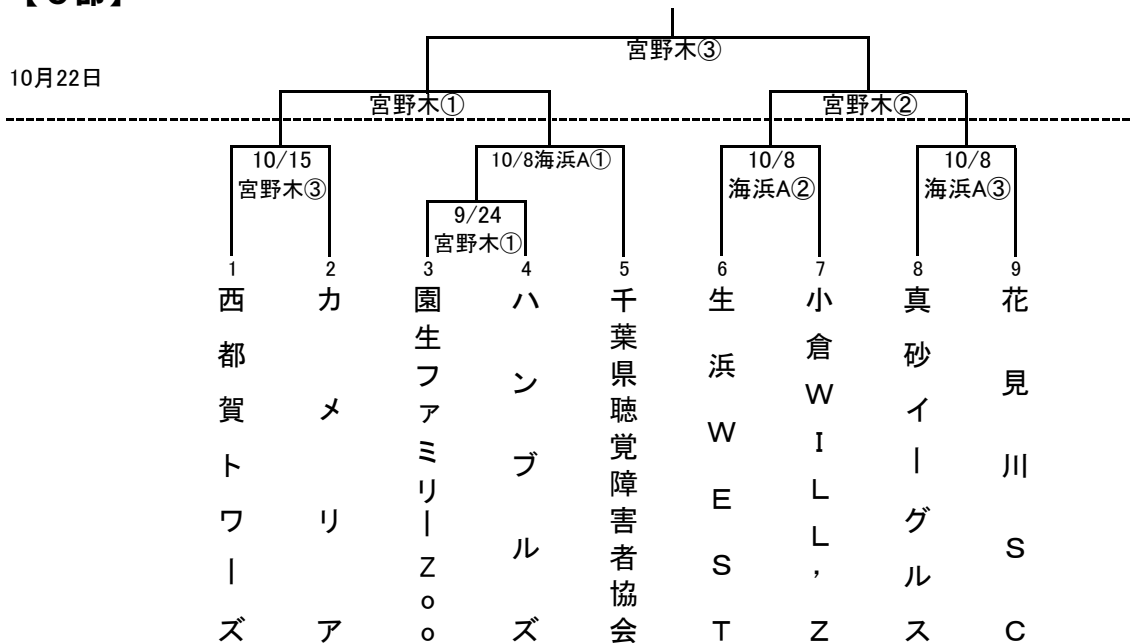 宮野木③
10月22日
宮野木①
宮野木②
10/15
宮野木③
10/8海浜A①
10/8
海浜A②
10/8
海浜A③
9/24
宮野木①
1
2
3
4
5
6
7
8
9
西都賀トワーズ
カメリア
園生ファミリーZoo
ハンブルズ
千葉県聴覚障害者協会
生浜WEST
小倉WILL’Z
真砂イーグルス
花見川SC